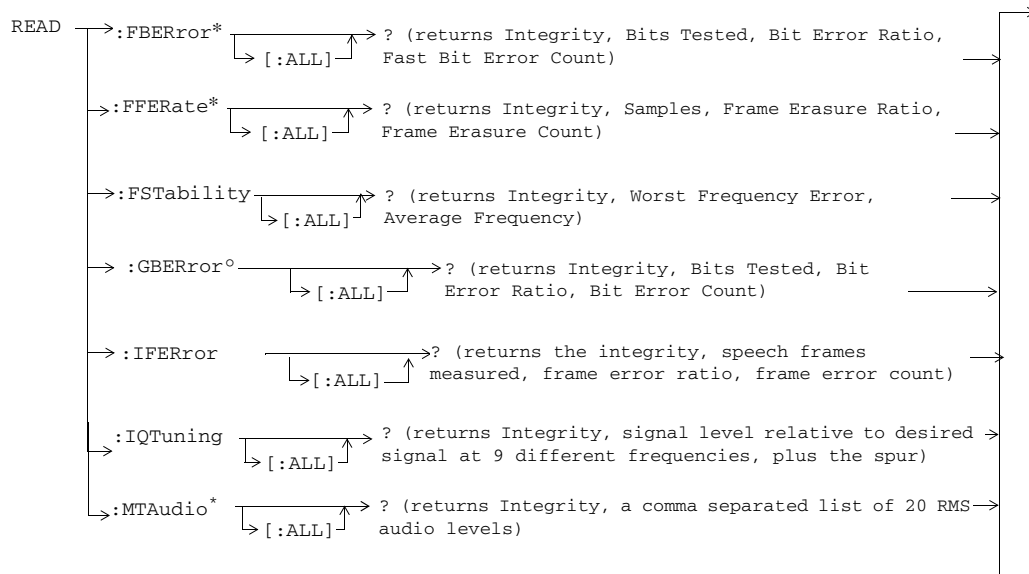 READ :FBERror* ? (returns Integrity, Bits Tested, Bit Error Ratio,
[:ALL] Fast Bit Error Count)
:FFERate* ? (returns Integrity, Samples, Frame Erasure Ratio,
[:ALL] Frame Erasure Count)
:FSTability ? (returns Integrity, Worst Frequency Error,
[:ALL] Average Frequency)
:GBERror° ? (returns Integrity, Bits Tested, Bit
[:ALL] Error Ratio, Bit Error Count)
:IFERror ? (returns the integrity, speech frames
[:ALL] measured, frame error ratio, frame error count)
:IQTuning ? (returns Integrity, signal level relative to desired
[:ALL] signal at 9 different frequencies, plus the spur)
:MTAudio* ? (returns Integrity, a comma separated list of 20 RMS
[:ALL] audio levels)